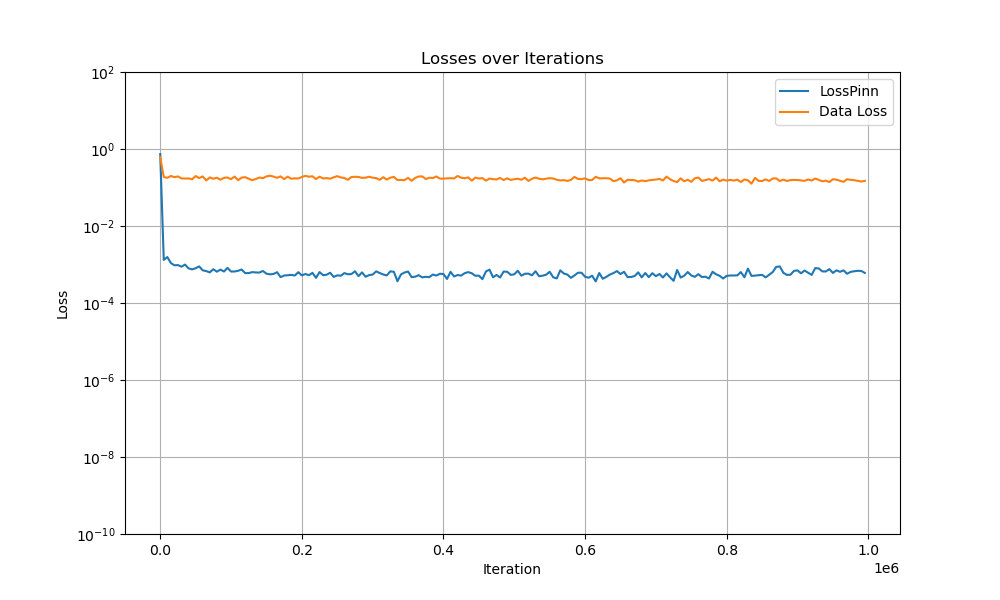 Losses over Iterations
LossPinn
Data Loss
10^2
10^0
10^-2
10^-4
10^-6
10^-8
10^-10
Loss
0.0 0.2 0.4 0.6 0.8 1.0
1e6
Iteration